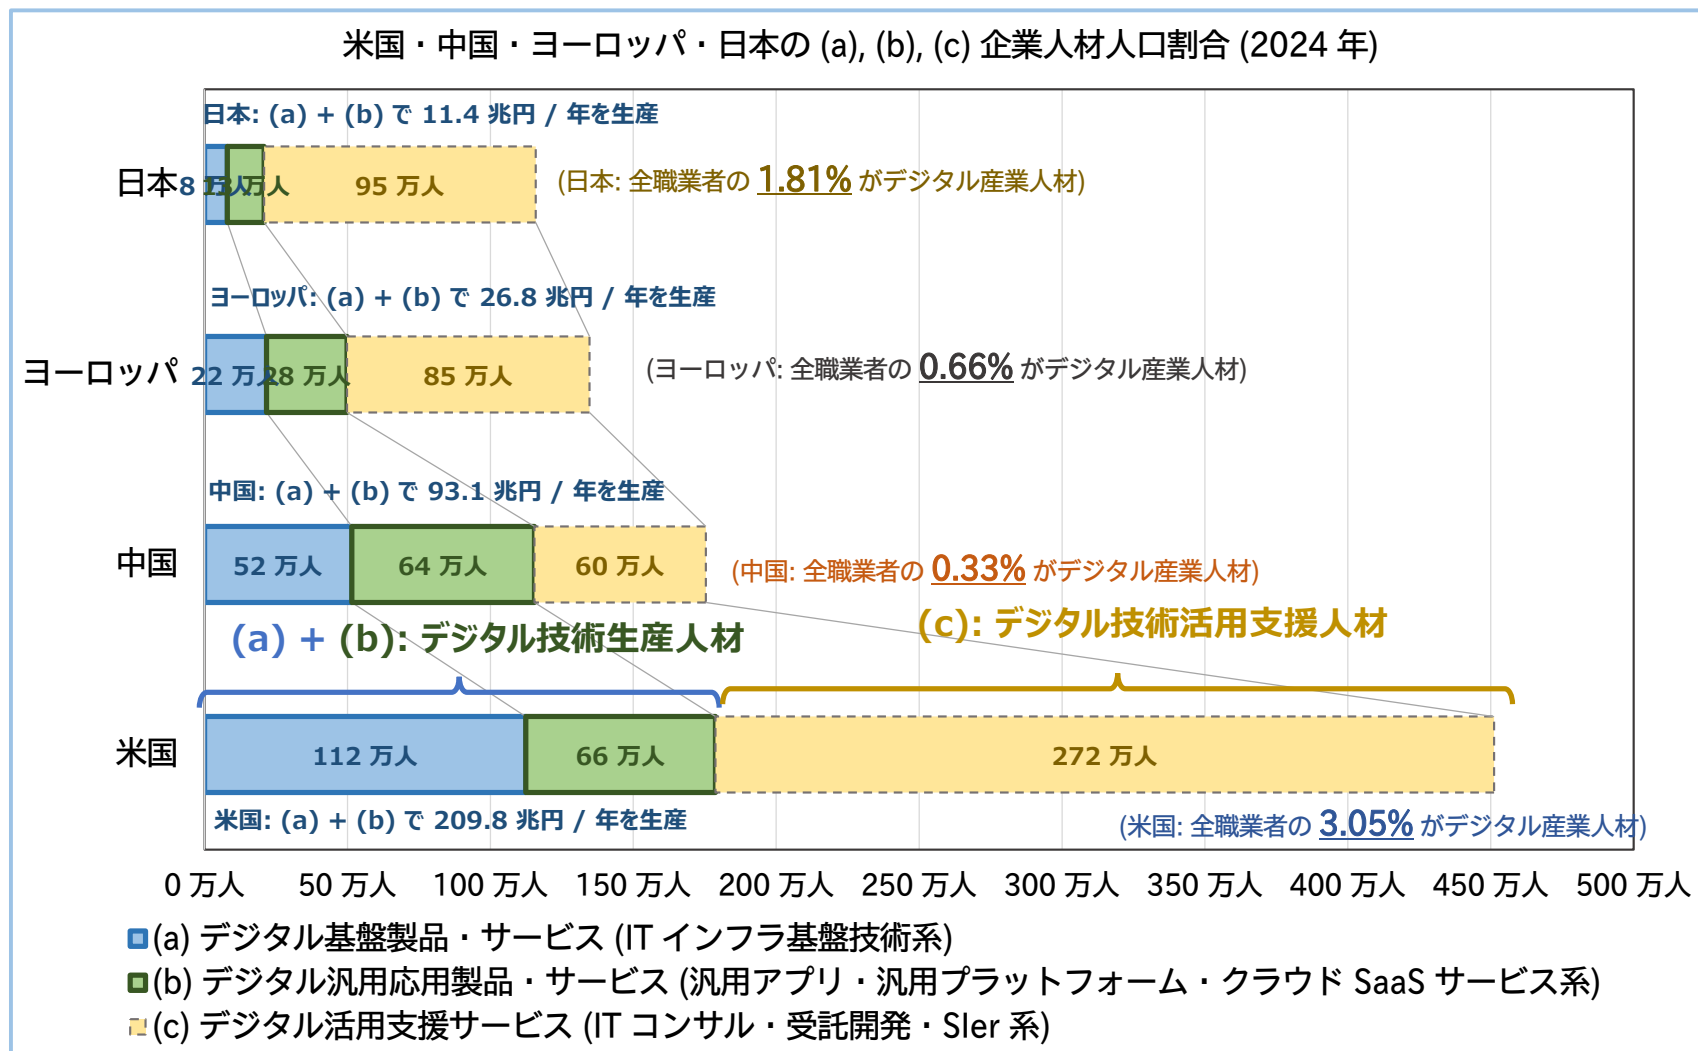 米国・中国・ヨーロッパ・日本の (a), (b), (c) 企業人材人口割合 (2024 年)
日本: (a) + (b) で 11.4 兆円 / 年を生産
日本 8 万人 13 万人 95 万人 (日本: 全職業者の 1.81% がデジタル産業人材)
ヨーロッパ: (a) + (b) で 26.8 兆円 / 年を生産
ヨーロッパ 22 万人 28 万人 85 万人 (ヨーロッパ: 全職業者の 0.66% がデジタル産業人材)
中国: (a) + (b) で 93.1 兆円 / 年を生産
中国 52 万人 64 万人 60 万人 (中国: 全職業者の 0.33% がデジタル産業人材)
(a) + (b): デジタル技術生産人材 (c): デジタル技術活用支援人材
米国 112 万人 66 万人 272 万人
米国: (a) + (b) で 209.8 兆円 / 年を生産 (米国: 全職業者の 3.05% がデジタル産業人材)
0 万人 50 万人 100 万人 150 万人 200 万人 250 万人 300 万人 350 万人 400 万人 450 万人 500 万人
(a) デジタル基盤製品・サービス (IT インフラ基盤技術系)
(b) デジタル汎用応用製品・サービス (汎用アプリ・汎用プラットフォーム・クラウド SaaS サービス系)
(c) デジタル活用支援サービス (IT コンサル・受託開発・SIer 系)